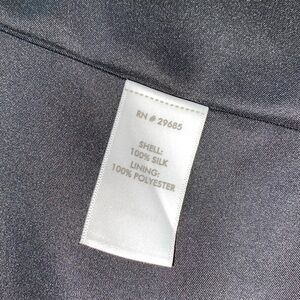 RN # 29685
SHELL:
100% SILK
LINING:
100% POLYESTER